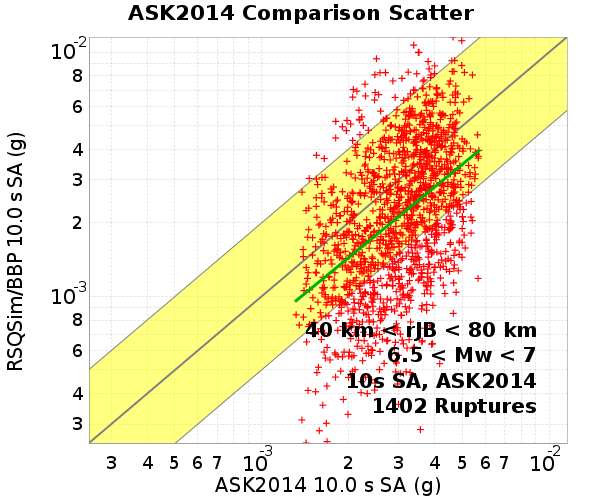 ASK2014 Comparison Scatter
RSQSim/BBP 10.0 s SA (g)
10^-2
8
6
4
3
2
10^-3
8
6
4
3
40 km < rJB < 80 km
6.5 < Mw < 7
10s SA, ASK2014
1402 Ruptures
3 4 5 6 7 10^-3 2 3 4 5 6 7 10^-2
ASK2014 10.0 s SA (g)